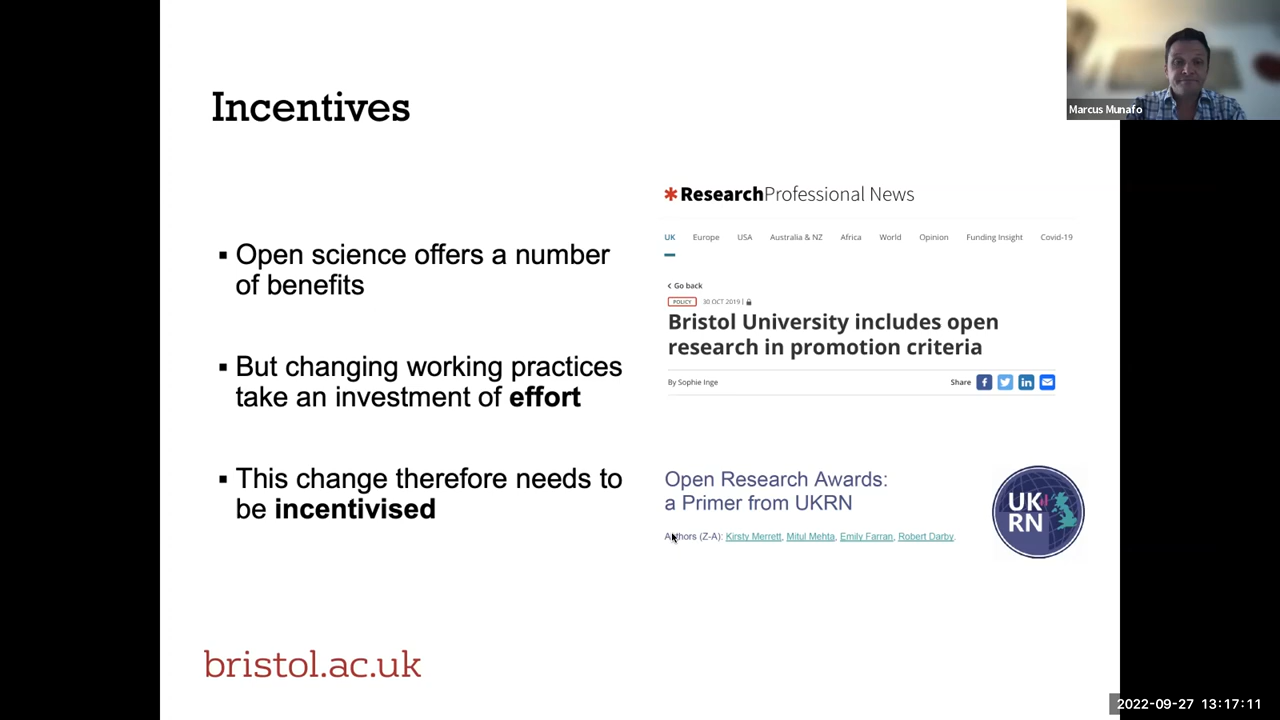 Incentives
Marcus Munafo
▪ Open science offers a number
of benefits
▪ But changing working practices
take an investment of effort
▪ This change therefore needs to
be incentivised
ResearchProfessional News
UK Europe USA Australia & NZ Africa World Opinion Funding Insight Covid-19
Go back
POLICY 30 OCT 2019 |
Bristol University includes open
research in promotion criteria
By Sophie Inge Share
Open Research Awards:
a Primer from UKRN
Authors (Z-A): Kirsty Merrett, Mitul Mehta, Emily Farran, Robert Darby.
UK
RN
bristol.ac.uk
2022-09-27 13:17:11